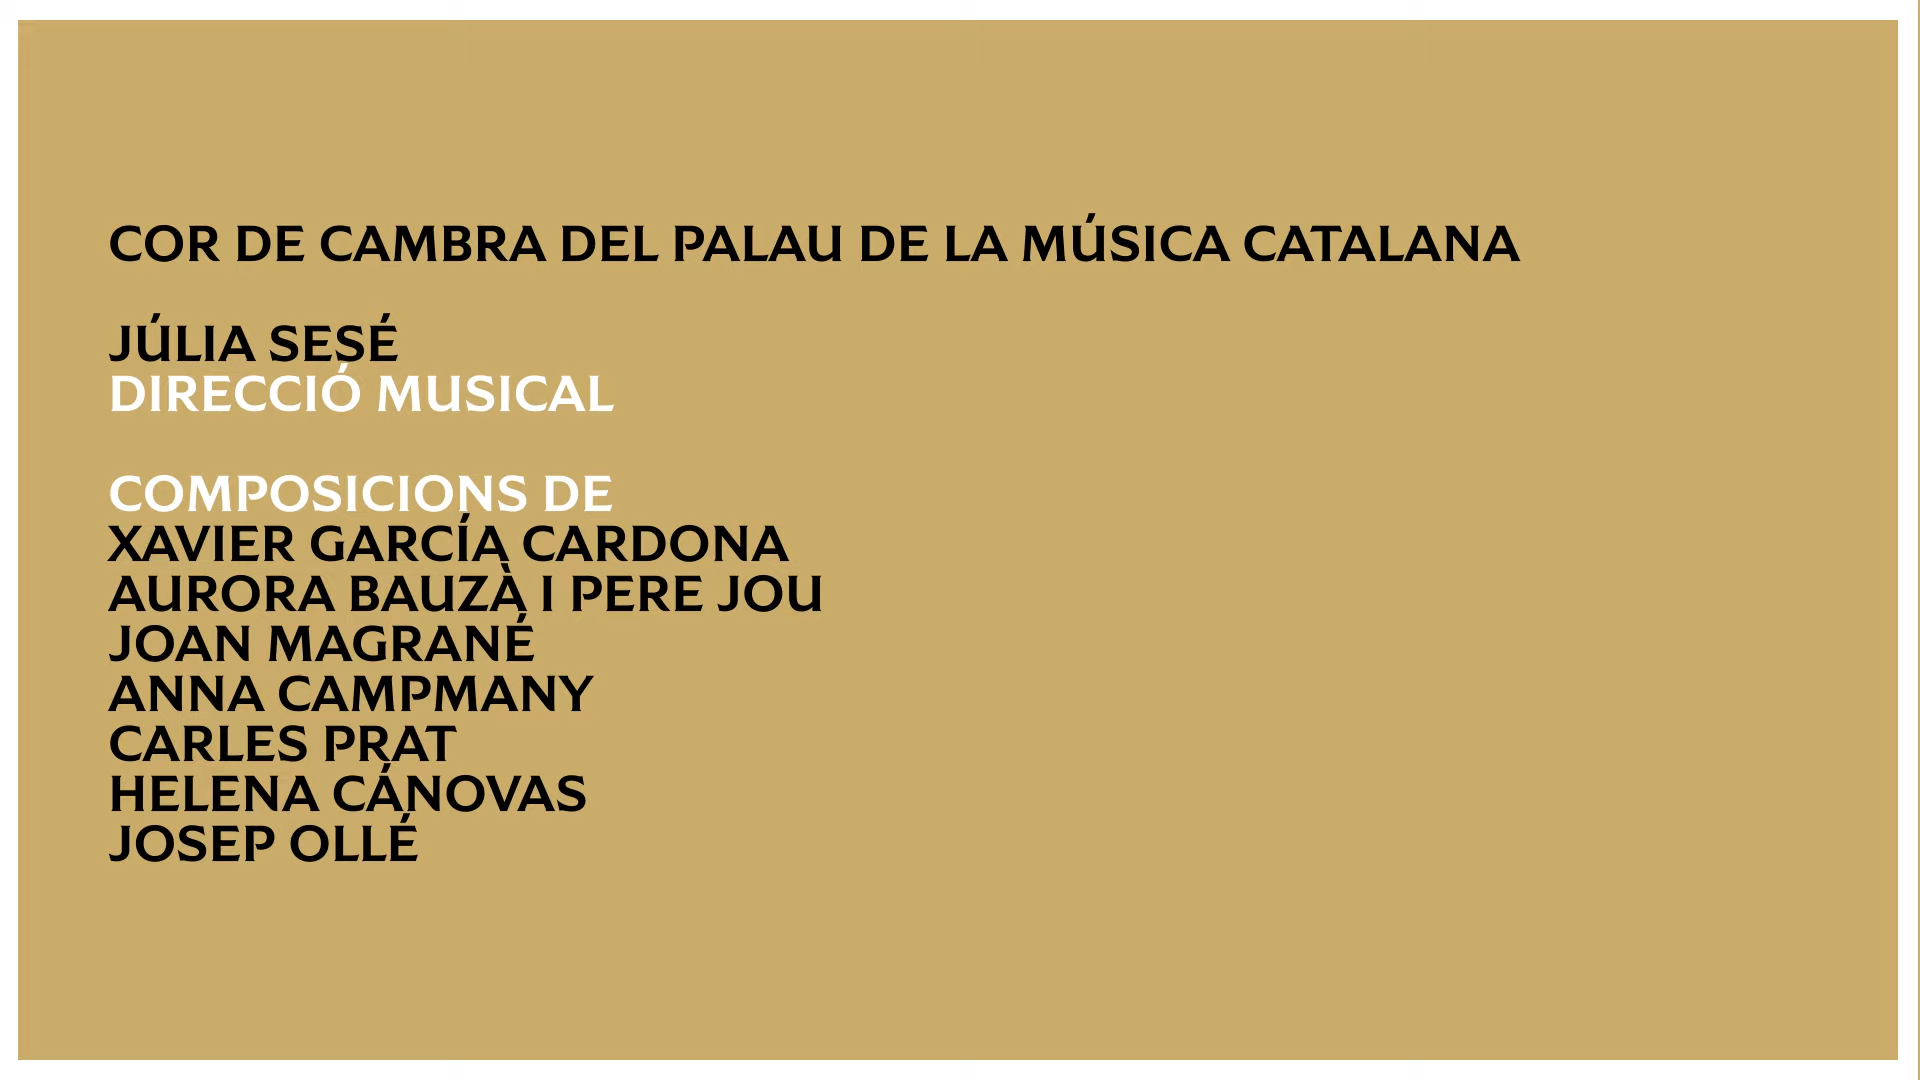 COR DE CAMBRA DEL PALAU DE LA MÚSICA CATALANA
JÚLIA SESÉ
DIRECCIÓ MUSICAL
COMPOSICIONS DE
XAVIER GARCÍA CARDONA
AURORA BAUZÀ I PERE JOU
JOAN MAGRANÉ
ANNA CAMPMANY
CARLES PRAT
HELENA CÁNOVAS
JOSEP OLLÉ